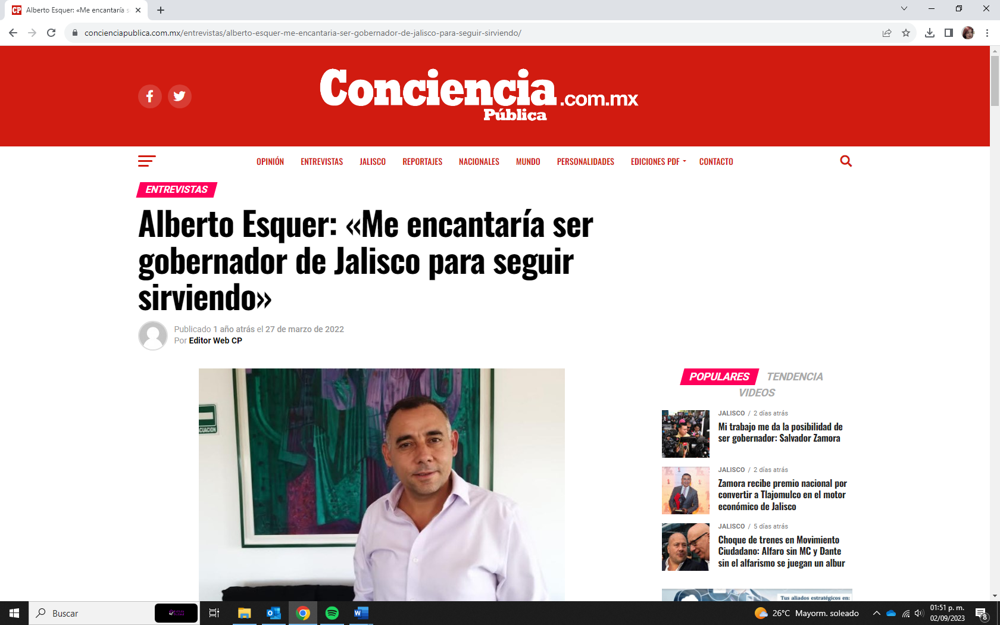 Alberto Esquer: «Me encantaría s
concienciapublica.com.mx/entrevistas/alberto-esquer-me-encantaria-ser-gobernador-de-jalisco-para-seguir-sirviendo/
Conciencia.com.mx
Pública
OPINIÓN ENTREVISTAS JALISCO REPORTAJES NACIONALES MUNDO PERSONALIDADES EDICIONES PDF CONTACTO
ENTREVISTAS
Alberto Esquer: «Me encantaría ser
gobernador de Jalisco para seguir
sirviendo»
Publicado 1 año atrás el 27 de marzo de 2022
Por Editor Web CP
POPULARES TENDENCIA
VIDEOS
JALISCO / 2 días atrás
Mi trabajo me da la posibilidad de
ser gobernador: Salvador Zamora
JALISCO / 2 días atrás
Zamora recibe premio nacional por
convertir a Tlajomulco en el motor
económico de Jalisco
JALISCO / 5 días atrás
Choque de trenes en Movimiento
Ciudadano: Alfaro sin MC y Dante
sin el alfarismo se juegan un albur
Tus aliados estratégicos en:
Buscar
26°C Mayorm. soleado
01:51 p. m.
02/09/2023
8